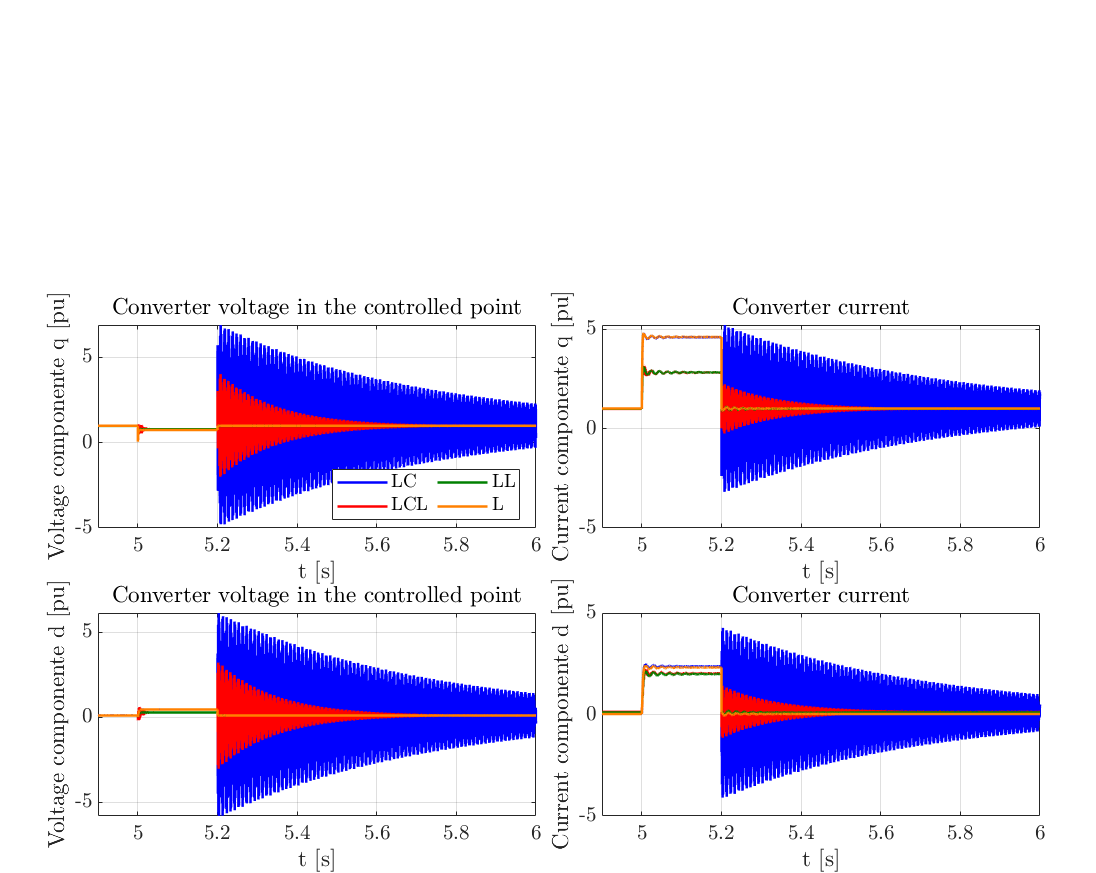 Converter voltage in the controlled point
Voltage componente q [pu]
5
0
-5
LC
LL
LCL
L
5
5.2
5.4
5.6
5.8
6
t [s]
Converter current
Current componente q [pu]
5
0
-5
5
5.2
5.4
5.6
5.8
6
t [s]
Converter voltage in the controlled point
Voltage componente d [pu]
5
0
-5
5
5.2
5.4
5.6
5.8
6
t [s]
Converter current
Current componente d [pu]
5
0
-5
5
5.2
5.4
5.6
5.8
6
t [s]